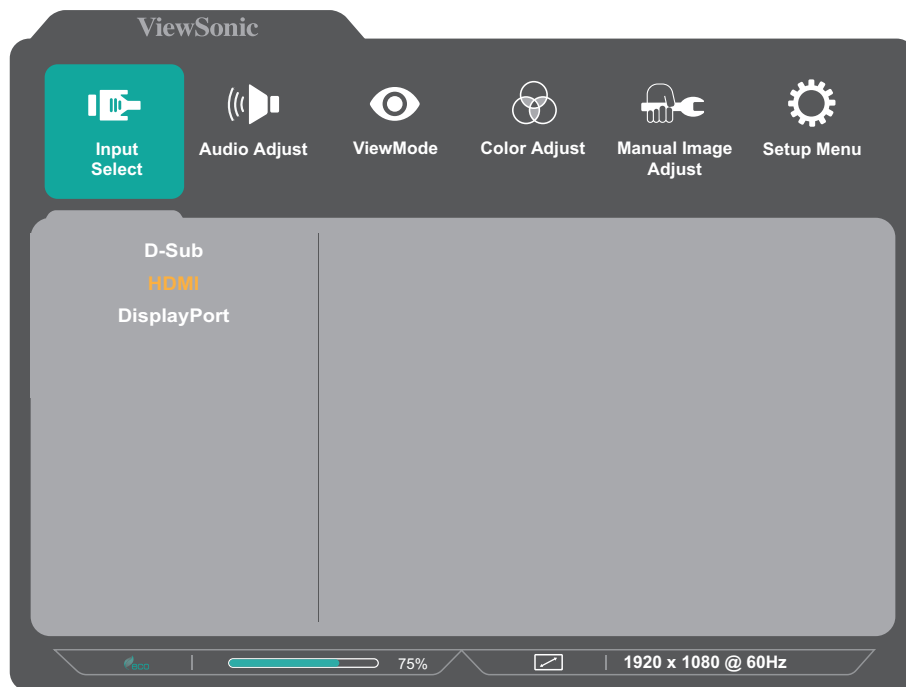 ViewSonic
Input
Select
Audio Adjust
ViewMode
Color Adjust
Manual Image
Adjust
Setup Menu
D-Sub
HDMI
DisplayPort
ECO
75%
1920 x 1080 @ 60Hz